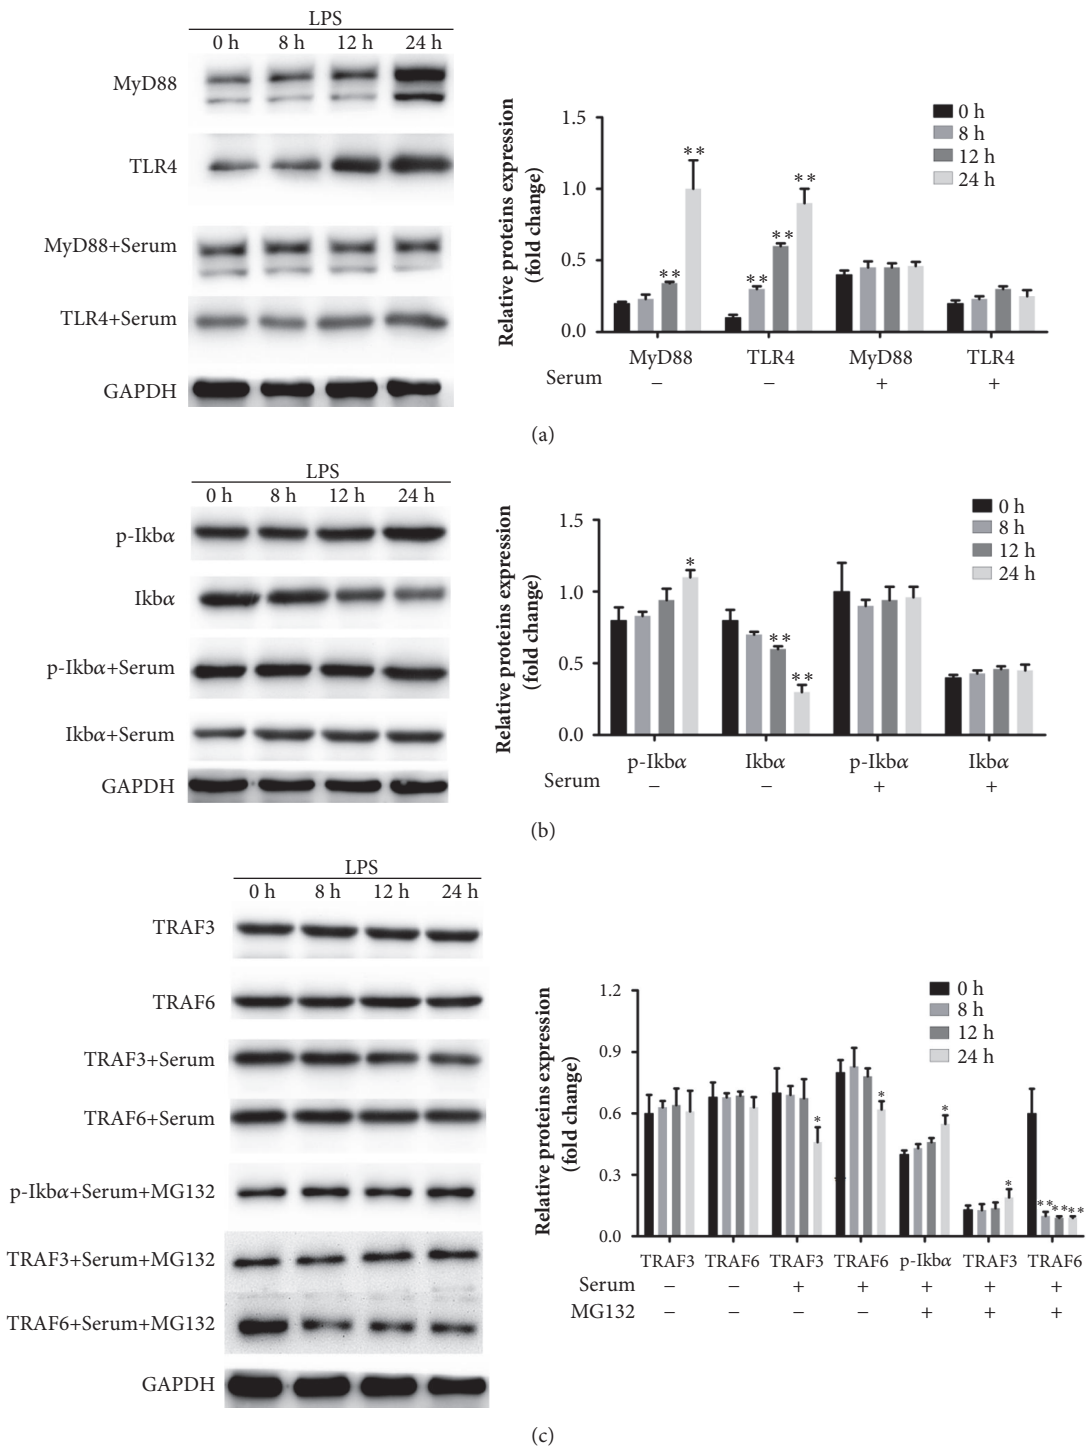 LPS
0 h 8 h 12 h 24 h
MyD88
TLR4
MyD88+Serum
TLR4+Serum
GAPDH
Relative proteins expression
(fold change)
1.5
1.0
0.5
0.0
0 h
8 h
12 h
24 h
** ** ** ** ** **
MyD88 TLR4 MyD88 TLR4
Serum − − + +
(a)
LPS
0 h 8 h 12 h 24 h
p-Ikbα
Ikbα
p-Ikbα+Serum
Ikbα+Serum
GAPDH
Relative proteins expression
(fold change)
1.5
1.0
0.5
0.0
0 h
8 h
12 h
24 h
* ** **
p-Ikbα Ikbα p-Ikbα Ikbα
Serum − − + +
(b)
LPS
0 h 8 h 12 h 24 h
TRAF3
TRAF6
TRAF3+Serum
TRAF6+Serum
p-Ikbα+Serum+MG132
TRAF3+Serum+MG132
TRAF6+Serum+MG132
GAPDH
Relative proteins expression
(fold change)
1.2
0.9
0.6
0.3
0.0
0 h
8 h
12 h
24 h
* * * * ** ** **
TRAF3 TRAF6 TRAF3 TRAF6 p-Ikbα TRAF3 TRAF6
Serum − − + + + + +
MG132 − − − − + + +
(c)